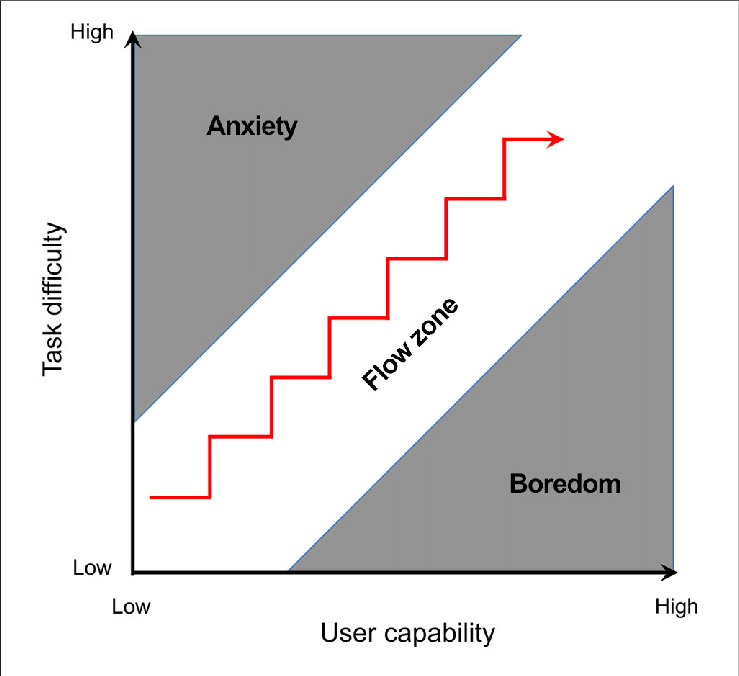 High
Anxiety
Task difficulty
Flow zone
Boredom
Low
Low
High
User capability